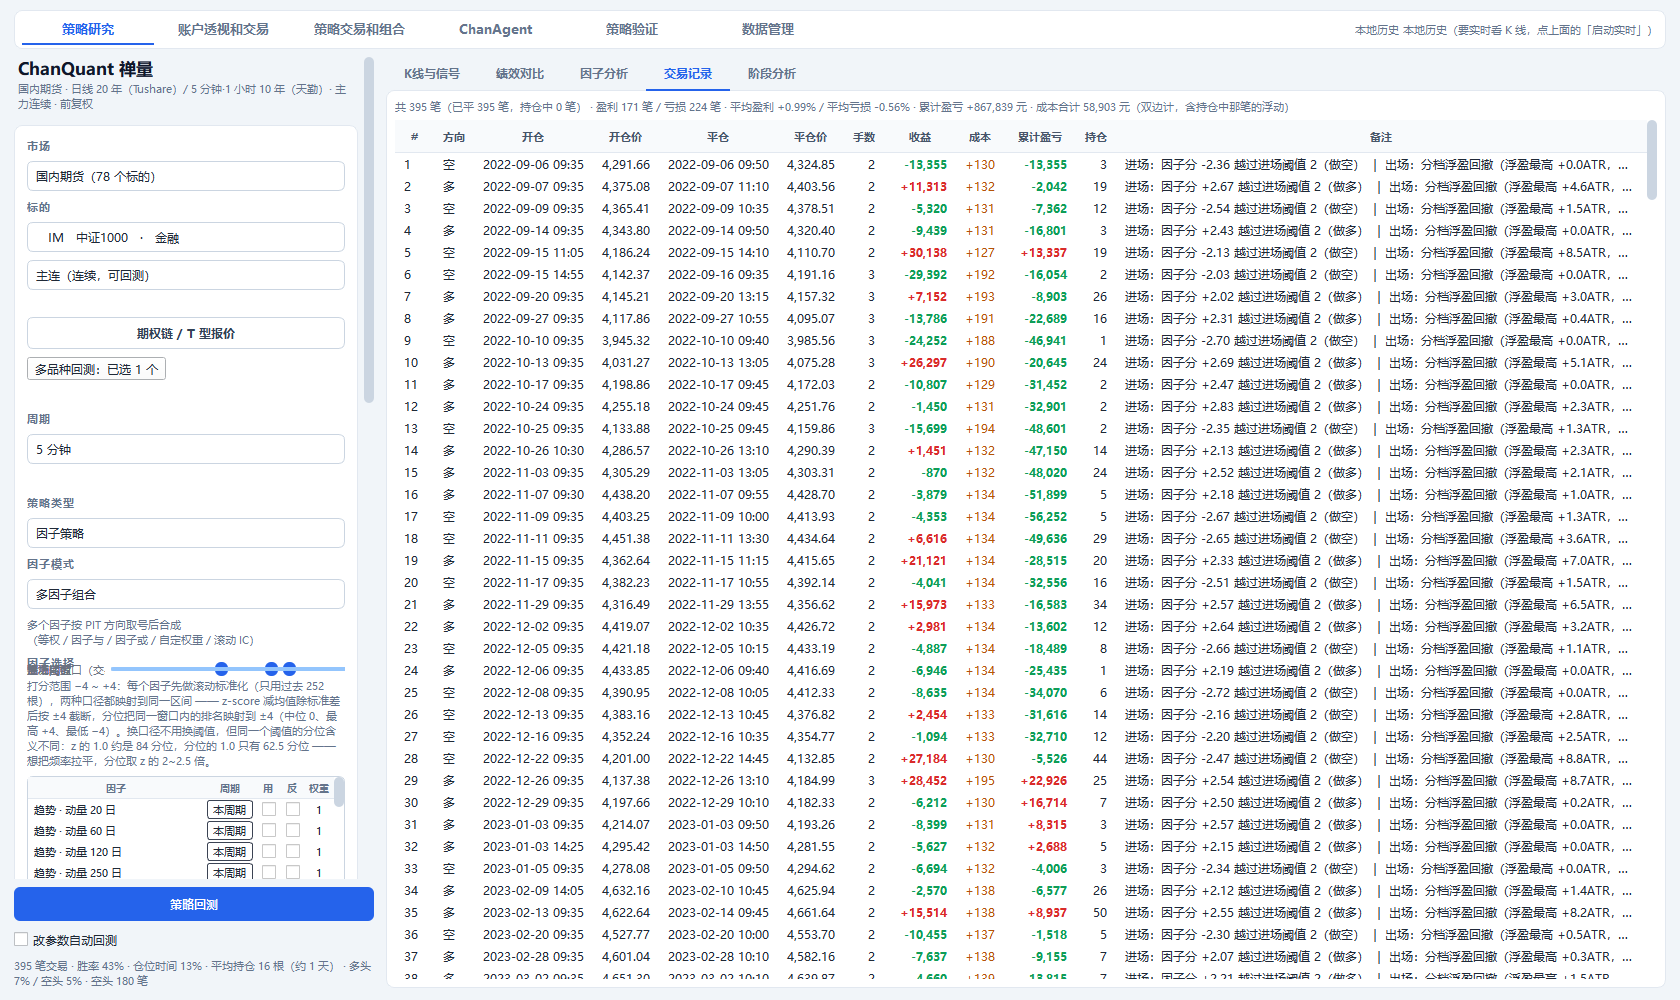 策略研究 账户透视和交易 策略交易和组合 ChanAgent 策略验证 数据管理 本地历史 本地历史（要实时看 K 线，点上面的「启动实时」）
ChanQuant 禅量
国内期货 · 日线 20 年（Tushare）/ 5 分钟·1 小时 10 年（天勤）· 主
力连续 · 前复权
市场
国内期货（78 个标的）
标的
IM 中证1000 · 金融
主连（连续，可回测）
期权链 / T 型报价
多品种回测：已选 1 个
周期
5 分钟
策略类型
因子策略
因子模式
多因子组合
多个因子按 PIT 方向取号后合成
（等权 / 因子与 / 因子或 / 自定权重 / 滚动 IC）
因子选择
打分范围 −4 ~ +4：每个因子先做滚动标准化（只用过去 252
根），两种口径都映射到同一区间 —— z-score 减均值除标准差
后按 ±4 截断，分位把同一窗口内的排名映射到 ±4（中位 0、最
高 +4、最低 −4）。换口径不用换阈值，但同一个阈值的分位含
义不同：z 的 1.0 约是 84 分位，分位的 1.0 只有 62.5 分位 ——
想把频率拉平，分位取 z 的 2~2.5 倍。
因子 周期 用 反 权重
趋势 · 动量 20 日 本周期 1
趋势 · 动量 60 日 本周期 1
趋势 · 动量 120 日 本周期 1
趋势 · 动量 250 日 本周期 1
策略回测
改参数自动回测
395 笔交易 · 胜率 43% · 仓位时间 13% · 平均持仓 16 根（约 1 天） · 多头
7% / 空头 5% · 空头 180 笔
K线与信号 绩效对比 因子分析 交易记录 阶段分析
共 395 笔（已平 395 笔，持仓中 0 笔） · 盈利 171 笔 / 亏损 224 笔 · 平均盈利 +0.99% / 平均亏损 -0.56% · 累计盈亏 +867,839 元 · 成本合计 58,903 元（双边计，含持仓中那笔的浮动）
# 方向 开仓 开仓价 平仓 平仓价 手数 收益 成本 累计盈亏 持仓 备注
1 空 2022-09-06 09:35 4,291.66 2022-09-06 09:50 4,324.85 2 -13,355 +130 -13,355 3 进场：因子分 -2.36 越过进场阈值 2（做空） | 出场：分档浮盈回撤（浮盈最高 +0.0ATR，...
2 多 2022-09-07 09:35 4,375.08 2022-09-07 11:10 4,403.56 2 +11,313 +132 -2,042 19 进场：因子分 +2.67 越过进场阈值 2（做多） | 出场：分档浮盈回撤（浮盈最高 +4.6ATR，...
3 空 2022-09-09 09:35 4,365.41 2022-09-09 10:35 4,378.51 2 -5,320 +131 -7,362 12 进场：因子分 -2.54 越过进场阈值 2（做空） | 出场：分档浮盈回撤（浮盈最高 +1.5ATR，...
4 多 2022-09-14 09:35 4,343.80 2022-09-14 09:50 4,320.40 2 -9,439 +131 -16,801 3 进场：因子分 +2.43 越过进场阈值 2（做多） | 出场：分档浮盈回撤（浮盈最高 +0.0ATR，...
5 空 2022-09-15 11:05 4,186.24 2022-09-15 14:10 4,110.70 2 +30,138 +127 +13,337 19 进场：因子分 -2.13 越过进场阈值 2（做空） | 出场：分档浮盈回撤（浮盈最高 +8.5ATR，...
6 空 2022-09-15 14:55 4,142.37 2022-09-16 09:35 4,191.16 3 -29,392 +192 -16,054 2 进场：因子分 -2.03 越过进场阈值 2（做空） | 出场：分档浮盈回撤（浮盈最高 +0.0ATR，...
7 多 2022-09-20 09:35 4,145.21 2022-09-20 13:15 4,157.32 3 +7,152 +193 -8,903 26 进场：因子分 +2.02 越过进场阈值 2（做多） | 出场：分档浮盈回撤（浮盈最高 +3.0ATR，...
8 多 2022-09-27 09:35 4,117.86 2022-09-27 10:55 4,095.07 3 -13,786 +191 -22,689 16 进场：因子分 +2.31 越过进场阈值 2（做多） | 出场：分档浮盈回撤（浮盈最高 +0.4ATR，...
9 空 2022-10-10 09:35 3,945.32 2022-10-10 09:40 3,985.56 3 -24,252 +188 -46,941 1 进场：因子分 -2.70 越过进场阈值 2（做空） | 出场：分档浮盈回撤（浮盈最高 +0.0ATR，...
10 多 2022-10-13 09:35 4,031.27 2022-10-13 13:05 4,075.28 3 +26,297 +190 -20,645 24 进场：因子分 +2.69 越过进场阈值 2（做多） | 出场：分档浮盈回撤（浮盈最高 +5.1ATR，...
11 多 2022-10-17 09:35 4,198.86 2022-10-17 09:45 4,172.03 2 -10,807 +129 -31,452 2 进场：因子分 +2.47 越过进场阈值 2（做多） | 出场：分档浮盈回撤（浮盈最高 +0.0ATR，...
12 多 2022-10-24 09:35 4,255.18 2022-10-24 09:45 4,251.76 2 -1,450 +131 -32,901 2 进场：因子分 +2.83 越过进场阈值 2（做多） | 出场：分档浮盈回撤（浮盈最高 +2.3ATR，...
13 空 2022-10-25 09:35 4,133.88 2022-10-25 09:45 4,159.86 3 -15,699 +194 -48,601 2 进场：因子分 -2.35 越过进场阈值 2（做空） | 出场：分档浮盈回撤（浮盈最高 +1.3ATR，...
14 多 2022-10-26 10:30 4,286.57 2022-10-26 13:10 4,290.39 2 +1,451 +132 -47,150 14 进场：因子分 +2.13 越过进场阈值 2（做多） | 出场：分档浮盈回撤（浮盈最高 +2.3ATR，...
15 多 2022-11-03 09:35 4,305.29 2022-11-03 13:05 4,303.31 2 -870 +132 -48,020 24 进场：因子分 +2.52 越过进场阈值 2（做多） | 出场：分档浮盈回撤（浮盈最高 +2.1ATR，...
16 多 2022-11-07 09:30 4,438.20 2022-11-07 09:55 4,428.70 2 -3,879 +134 -51,899 5 进场：因子分 +2.18 越过进场阈值 2（做多） | 出场：分档浮盈回撤（浮盈最高 +1.0ATR，...
17 空 2022-11-09 09:35 4,403.25 2022-11-09 10:00 4,413.93 2 -4,353 +134 -56,252 5 进场：因子分 -2.67 越过进场阈值 2（做空） | 出场：分档浮盈回撤（浮盈最高 +1.3ATR，...
18 空 2022-11-11 09:35 4,451.38 2022-11-11 13:30 4,434.64 2 +6,616 +134 -49,636 29 进场：因子分 -2.65 越过进场阈值 2（做空） | 出场：分档浮盈回撤（浮盈最高 +3.6ATR，...
19 多 2022-11-15 09:35 4,362.64 2022-11-15 11:15 4,415.65 2 +21,121 +134 -28,515 20 进场：因子分 +2.33 越过进场阈值 2（做多） | 出场：分档浮盈回撤（浮盈最高 +7.0ATR，...
20 空 2022-11-17 09:35 4,382.23 2022-11-17 10:55 4,392.14 2 -4,041 +134 -32,556 16 进场：因子分 -2.51 越过进场阈值 2（做空） | 出场：分档浮盈回撤（浮盈最高 +1.5ATR，...
21 多 2022-11-29 09:35 4,316.49 2022-11-29 13:55 4,356.62 2 +15,973 +133 -16,583 34 进场：因子分 +2.57 越过进场阈值 2（做多） | 出场：分档浮盈回撤（浮盈最高 +6.5ATR，...
22 多 2022-12-02 09:35 4,419.07 2022-12-02 10:35 4,426.72 2 +2,981 +134 -13,602 12 进场：因子分 +2.64 越过进场阈值 2（做多） | 出场：分档浮盈回撤（浮盈最高 +3.2ATR，...
23 空 2022-12-05 09:35 4,421.18 2022-12-05 10:15 4,433.19 2 -4,887 +134 -18,489 8 进场：因子分 -2.66 越过进场阈值 2（做空） | 出场：分档浮盈回撤（浮盈最高 +1.1ATR，...
24 多 2022-12-06 09:35 4,433.85 2022-12-06 09:40 4,416.69 2 -6,946 +134 -25,435 1 进场：因子分 +2.19 越过进场阈值 2（做多） | 出场：分档浮盈回撤（浮盈最高 +0.0ATR，...
25 空 2022-12-08 09:35 4,390.95 2022-12-08 10:05 4,412.33 2 -8,635 +134 -34,070 6 进场：因子分 -2.72 越过进场阈值 2（做空） | 出场：分档浮盈回撤（浮盈最高 +0.0ATR，...
26 空 2022-12-13 09:35 4,383.16 2022-12-13 10:45 4,376.82 2 +2,454 +133 -31,616 14 进场：因子分 -2.16 越过进场阈值 2（做空） | 出场：分档浮盈回撤（浮盈最高 +2.8ATR，...
27 空 2022-12-16 09:35 4,352.24 2022-12-16 10:35 4,354.77 2 -1,094 +133 -32,710 12 进场：因子分 -2.20 越过进场阈值 2（做空） | 出场：分档浮盈回撤（浮盈最高 +2.5ATR，...
28 空 2022-12-22 09:35 4,201.00 2022-12-22 14:45 4,132.85 2 +27,184 +130 -5,526 44 进场：因子分 -2.47 越过进场阈值 2（做空） | 出场：分档浮盈回撤（浮盈最高 +8.8ATR，...
29 多 2022-12-26 09:35 4,137.38 2022-12-26 13:10 4,184.99 3 +28,452 +195 +22,926 25 进场：因子分 +2.54 越过进场阈值 2（做多） | 出场：分档浮盈回撤（浮盈最高 +8.7ATR，...
30 多 2022-12-29 09:35 4,197.66 2022-12-29 10:10 4,182.33 2 -6,212 +130 +16,714 7 进场：因子分 +2.50 越过进场阈值 2（做多） | 出场：分档浮盈回撤（浮盈最高 +0.2ATR，...
31 多 2023-01-03 09:35 4,214.07 2023-01-03 09:50 4,193.26 2 -8,399 +131 +8,315 3 进场：因子分 +2.57 越过进场阈值 2（做多） | 出场：分档浮盈回撤（浮盈最高 +0.0ATR，...
32 多 2023-01-03 14:25 4,295.42 2023-01-03 14:50 4,281.55 2 -5,627 +132 +2,688 5 进场：因子分 +2.15 越过进场阈值 2（做多） | 出场：分档浮盈回撤（浮盈最高 +0.0ATR，...
33 空 2023-01-05 09:35 4,278.08 2023-01-05 09:50 4,294.62 2 -6,694 +132 -4,006 3 进场：因子分 -2.34 越过进场阈值 2（做空） | 出场：分档浮盈回撤（浮盈最高 +0.0ATR，...
34 多 2023-02-09 14:05 4,632.16 2023-02-10 10:45 4,625.94 2 -2,570 +138 -6,577 26 进场：因子分 +2.12 越过进场阈值 2（做多） | 出场：分档浮盈回撤（浮盈最高 +1.4ATR，...
35 多 2023-02-13 09:35 4,622.64 2023-02-14 09:45 4,661.64 2 +15,514 +138 +8,937 50 进场：因子分 +2.55 越过进场阈值 2（做多） | 出场：分档浮盈回撤（浮盈最高 +8.2ATR，...
36 空 2023-02-20 09:35 4,527.77 2023-02-20 10:00 4,553.70 2 -10,455 +137 -1,518 5 进场：因子分 -2.30 越过进场阈值 2（做空） | 出场：分档浮盈回撤（浮盈最高 +0.5ATR，...
37 多 2023-02-28 09:35 4,601.04 2023-02-28 10:10 4,582.16 2 -7,637 +138 -9,155 7 进场：因子分 +2.07 越过进场阈值 2（做多） | 出场：分档浮盈回撤（浮盈最高 +0.3ATR，...